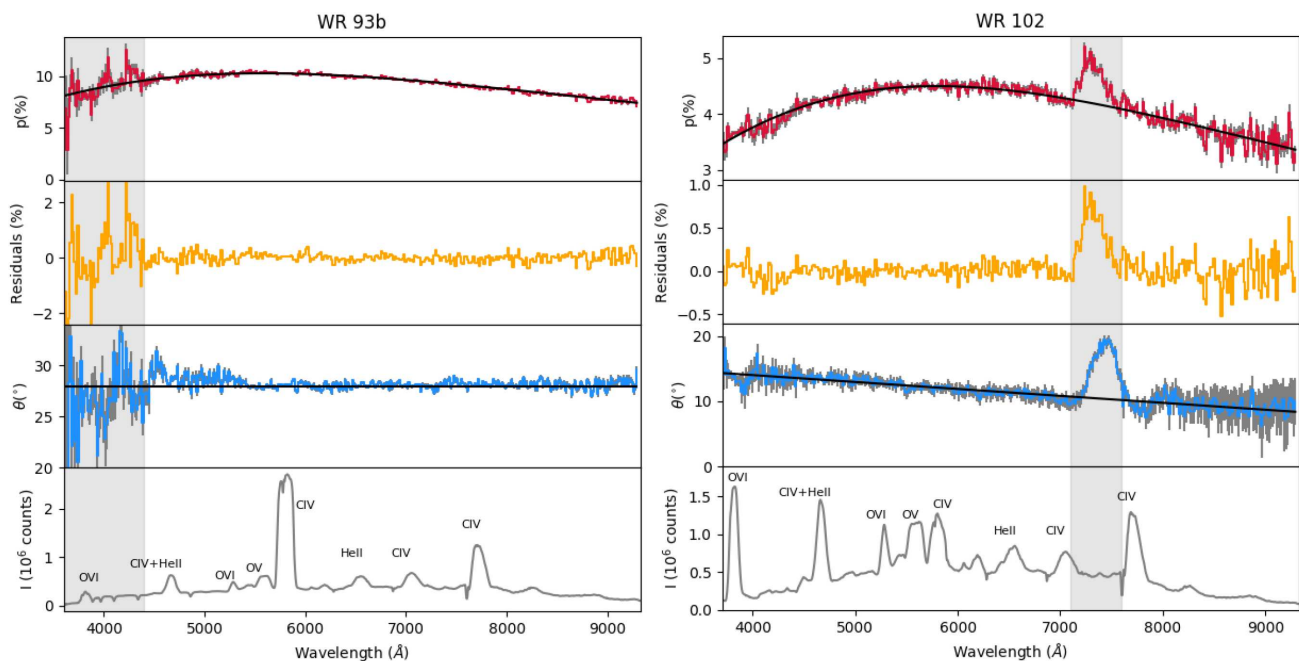 WR 93b
p(%)
10
5
0
Residuals (%)
2
0
−2
θ(°)
30
25
20
I (10⁶ counts)
2
1
0
OVI
CIV+HeII
OVI
OV
CIV
HeII
CIV
CIV
4000 5000 6000 7000 8000 9000
Wavelength (Å)
WR 102
p(%)
5
4
3
Residuals (%)
1.0
0.5
0.0
−0.5
θ(°)
20
10
0
I (10⁶ counts)
1.5
1.0
0.5
0.0
OVI
CIV+HeII
OVI
OV
CIV
HeII
CIV
CIV
4000 5000 6000 7000 8000 9000
Wavelength (Å)